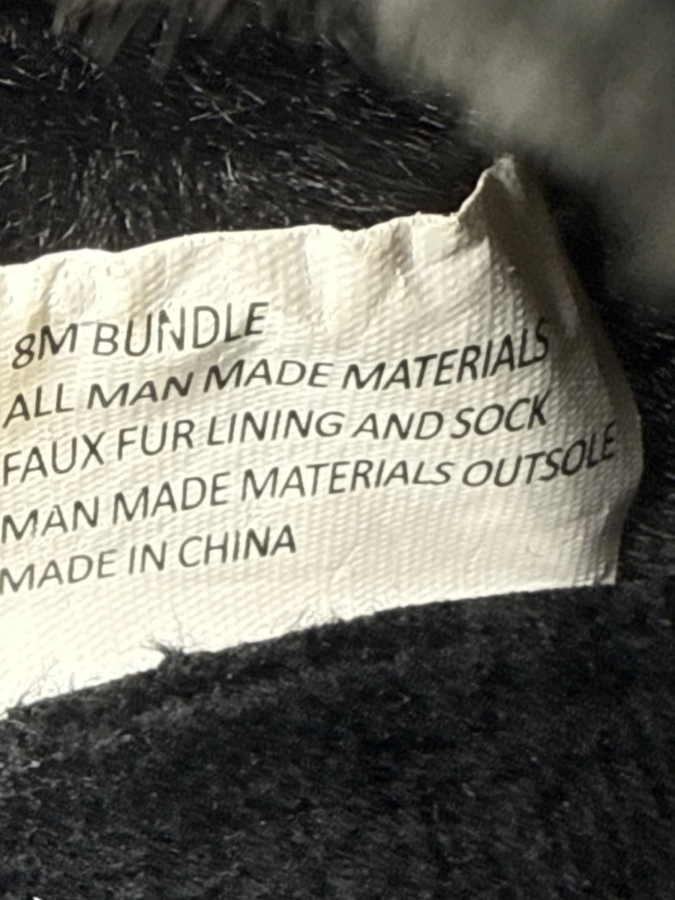 8M BUNDLE
ALL MAN MADE MATERIALS
FAUX FUR LINING AND SOCK
MAN MADE MATERIALS OUTSOLE
MADE IN CHINA